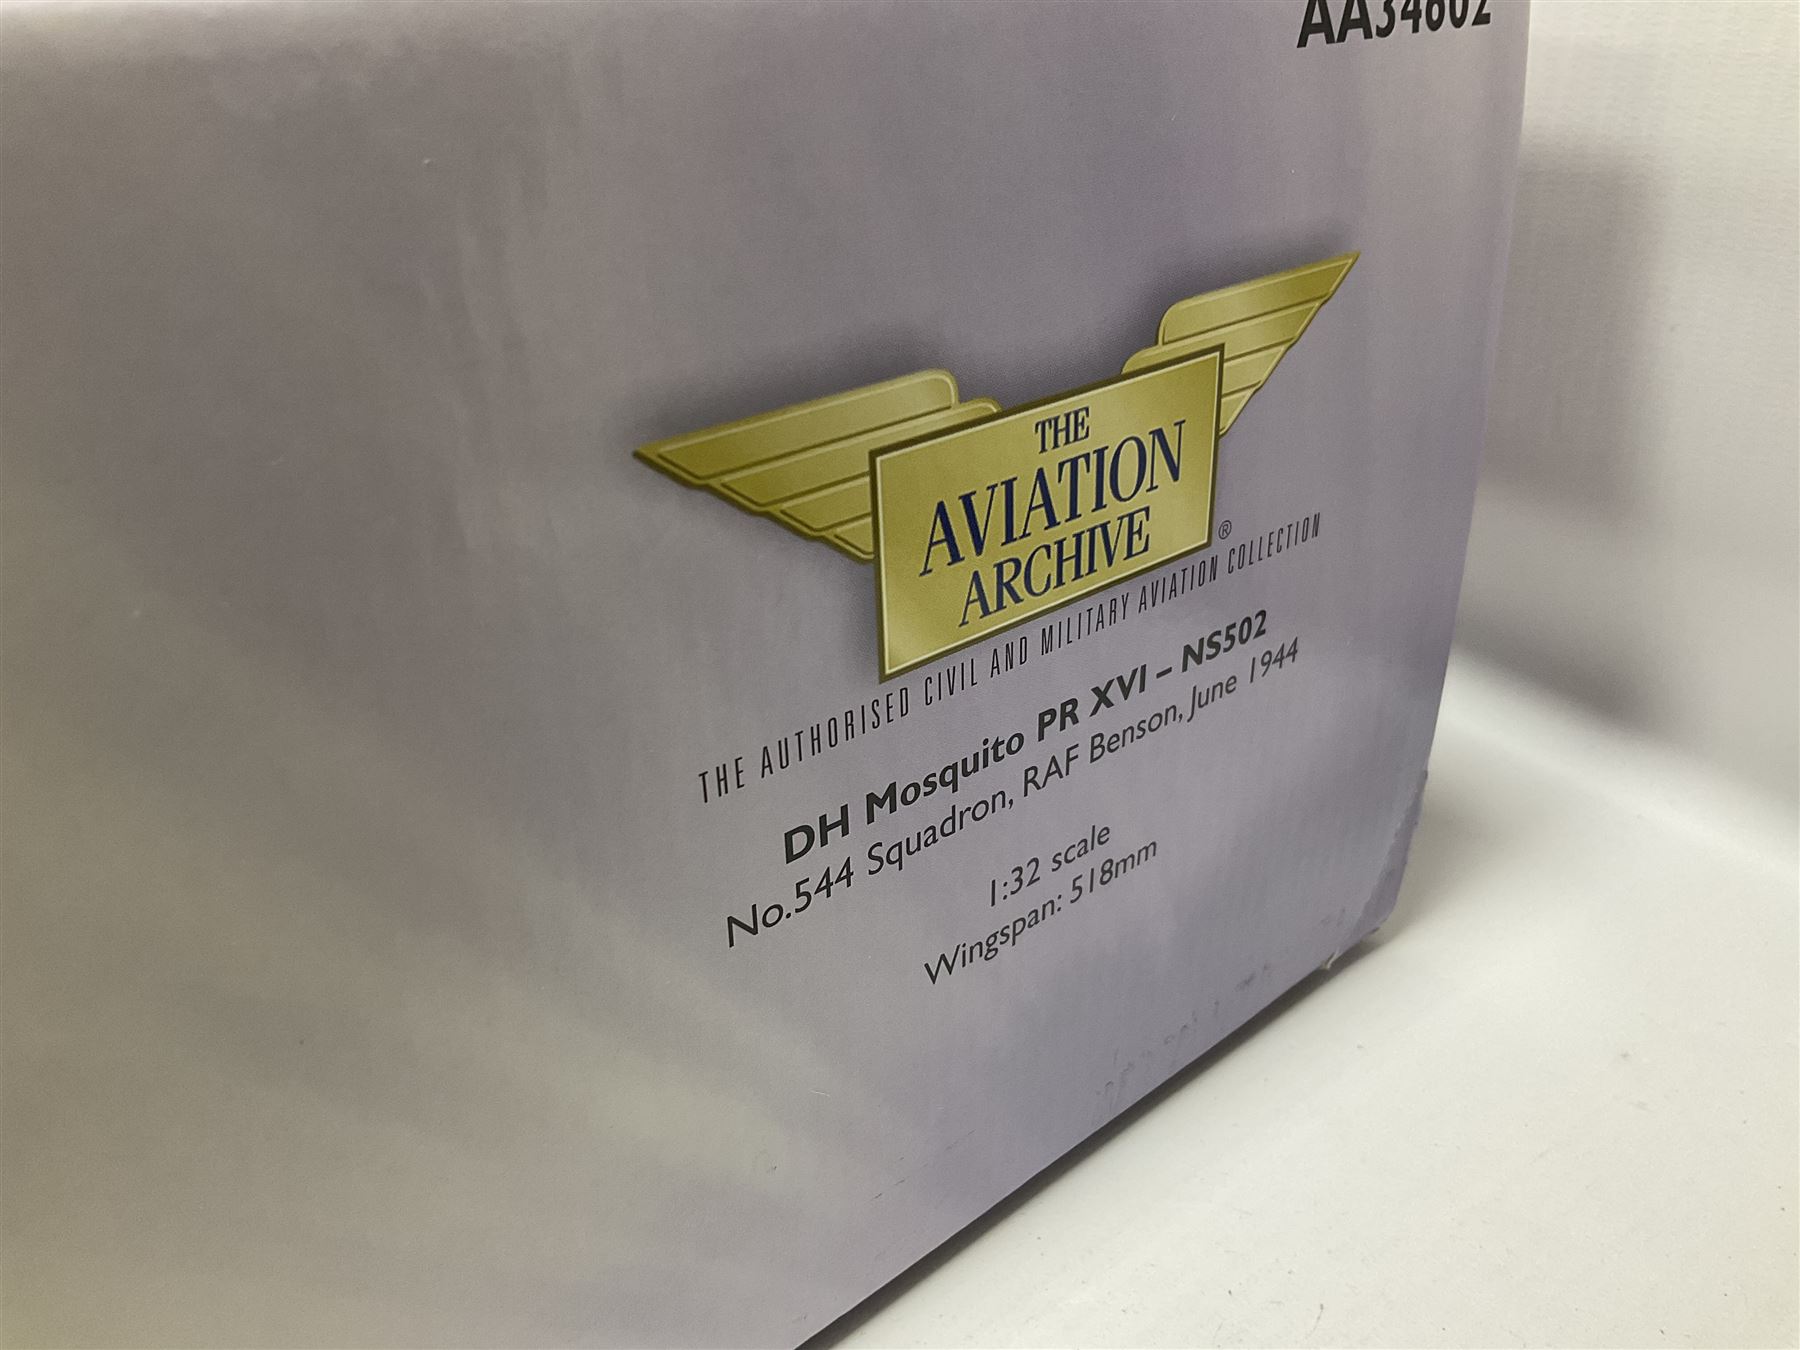 AA34602
THE
AVIATION
ARCHIVE
®
THE AUTHORISED CIVIL AND MILITARY AVIATION COLLECTION
DH Mosquito PR XVI – NS502
No.544 Squadron, RAF Benson, June 1944
1:32 scale
Wingspan: 518mm